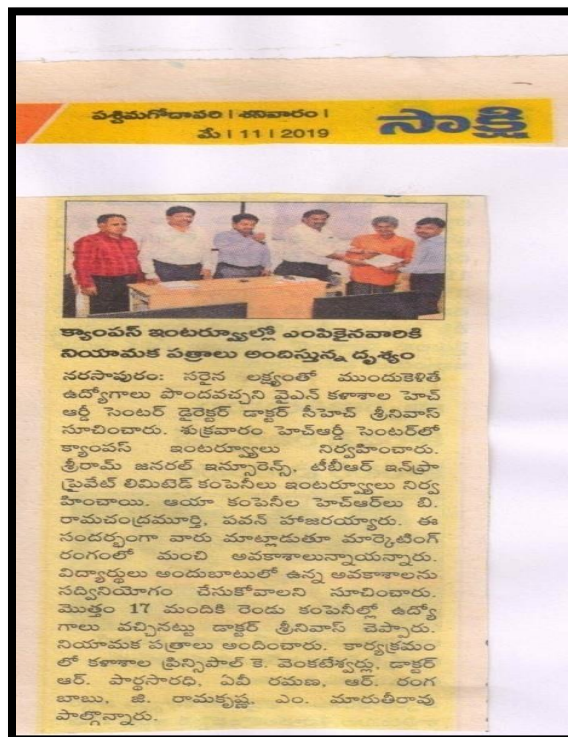 పశ్చిమగోదావరి | శనివారం |
మే | 11 | 2019
సాక్షి
క్యాంపస్ ఇంటర్వ్యూల్లో ఎంపికైనవారికి
నియామక పత్రాలు అందిస్తున్న దృశ్యం
నరసాపురం: సరైన లక్ష్యంతో ముందుకెళితే
ఉద్యోగాలు పొందవచ్చని వైఎన్ కళాశాల హెచ్
ఆర్డీ సెంటర్ డైరెక్టర్ డాక్టర్ సీహెచ్ శ్రీనివాస్
సూచించారు. శుక్రవారం హెచ్ఆర్డీ సెంటర్‌లో
క్యాంపస్ ఇంటర్వ్యూలు నిర్వహించారు.
శ్రీరామ్ జనరల్ ఇన్సూరెన్స్, టీబీఆర్ ఇన్‌ఫ్రా
ప్రైవేట్ లిమిటెడ్ కంపెనీలు ఇంటర్వ్యూలు నిర్వ
హించాయి. ఆయా కంపెనీల హెచ్ఆర్‌లు బి.
రామచంద్రమూర్తి, పవన్ హాజరయ్యారు. ఈ
సందర్భంగా వారు మాట్లాడుతూ మార్కెటింగ్
రంగంలో మంచి అవకాశాలున్నాయన్నారు.
విద్యార్థులు అందుబాటులో ఉన్న అవకాశాలను
సద్వినియోగం చేసుకోవాలని సూచించారు.
మొత్తం 17 మందికి రెండు కంపెనీల్లో ఉద్యో
గాలు వచ్చినట్టు డాక్టర్ శ్రీనివాస్ చెప్పారు.
నియామక పత్రాలు అందించారు. కార్యక్రమం
లో కళాశాల ప్రిన్సిపాల్ కె. వెంకటేశ్వర్లు, డాక్టర్
ఆర్. పార్థసారధి, ఏవీ రమణ, ఆర్. రంగ
బాబు, జి. రామకృష్ణ, ఎం. మారుతీరావు
పాల్గొన్నారు.